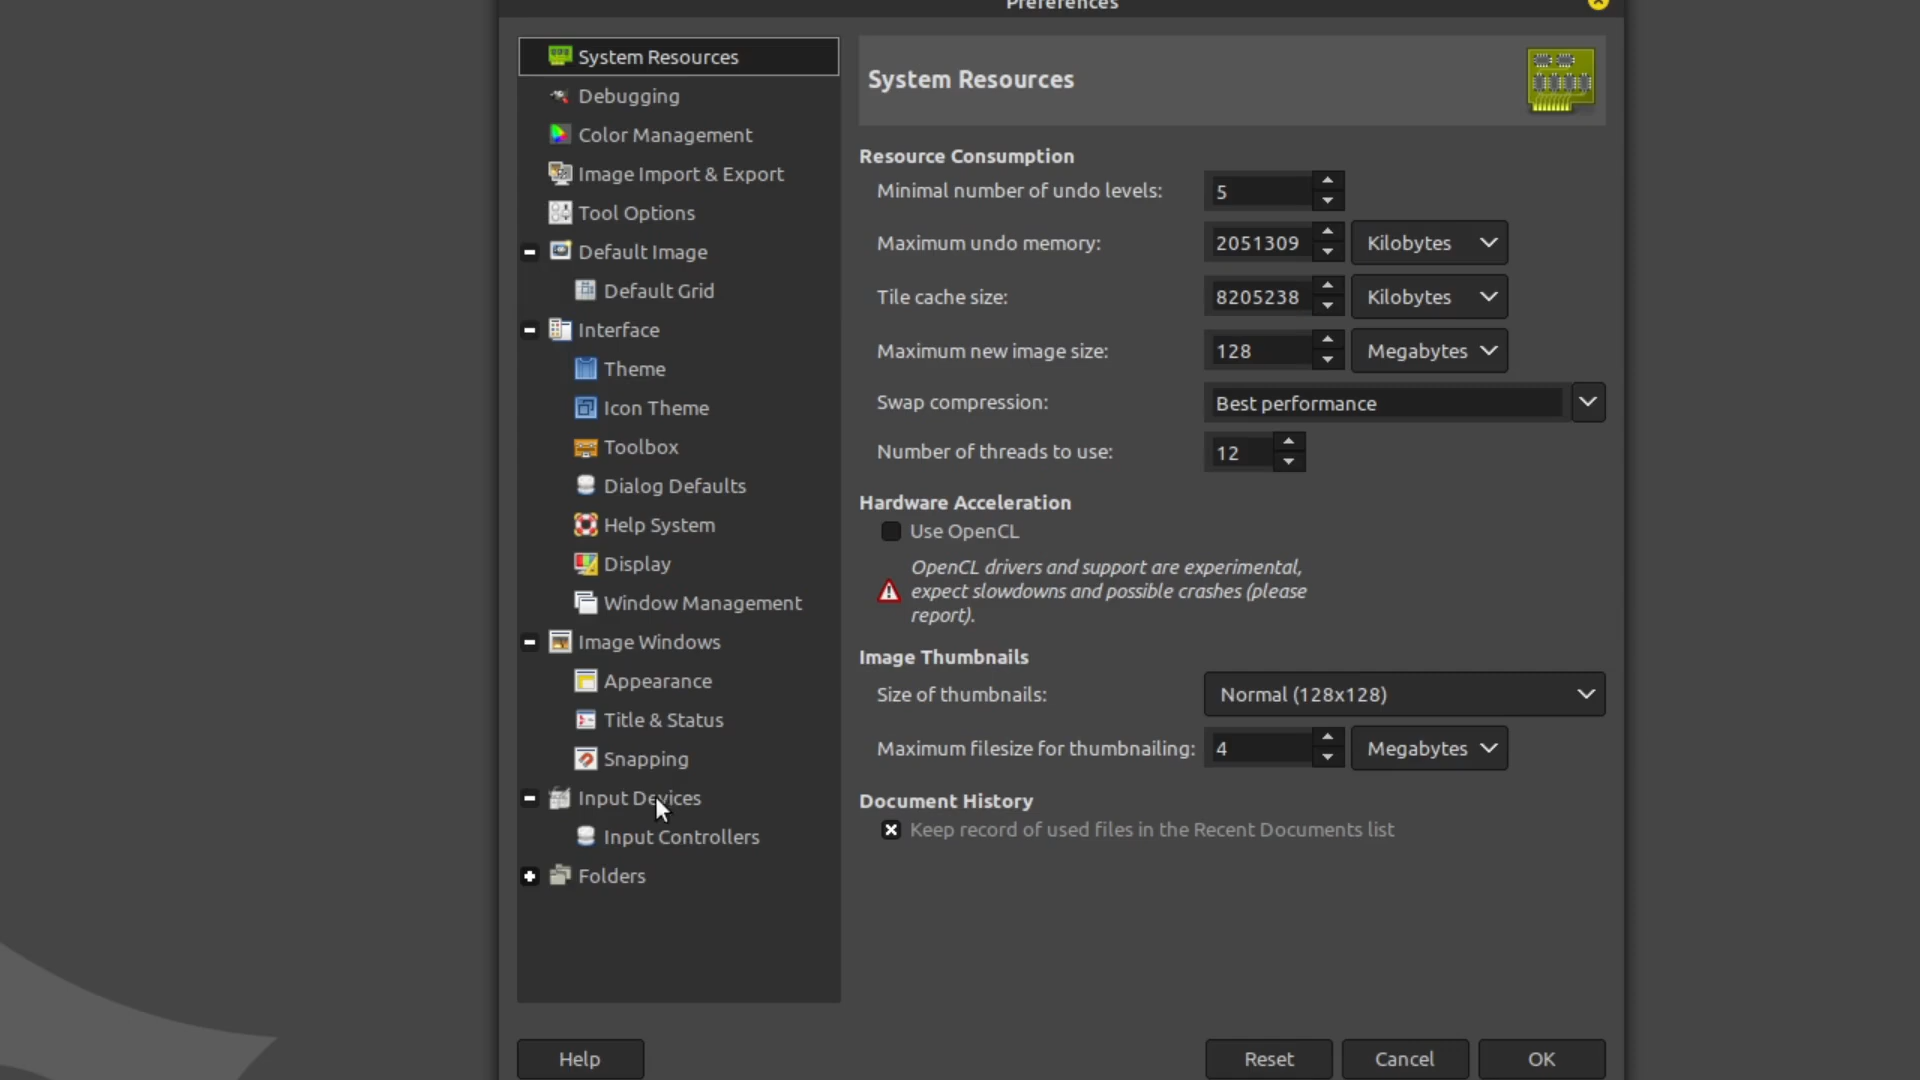 Preferences
System Resources
Debugging
Color Management
Image Import & Export
Tool Options
Default Image
Default Grid
Interface
Theme
Icon Theme
Toolbox
Dialog Defaults
Help System
Display
Window Management
Image Windows
Appearance
Title & Status
Snapping
Input Devices
Input Controllers
Folders
System Resources
Resource Consumption
Minimal number of undo levels: 5
Maximum undo memory: 2051309 Kilobytes
Tile cache size: 8205238 Kilobytes
Maximum new image size: 128 Megabytes
Swap compression: Best performance
Number of threads to use: 12
Hardware Acceleration
Use OpenCL
OpenCL drivers and support are experimental,
expect slowdowns and possible crashes (please
report).
Image Thumbnails
Size of thumbnails: Normal (128x128)
Maximum filesize for thumbnailing: 4 Megabytes
Document History
Keep record of used files in the Recent Documents list
Help Reset Cancel OK